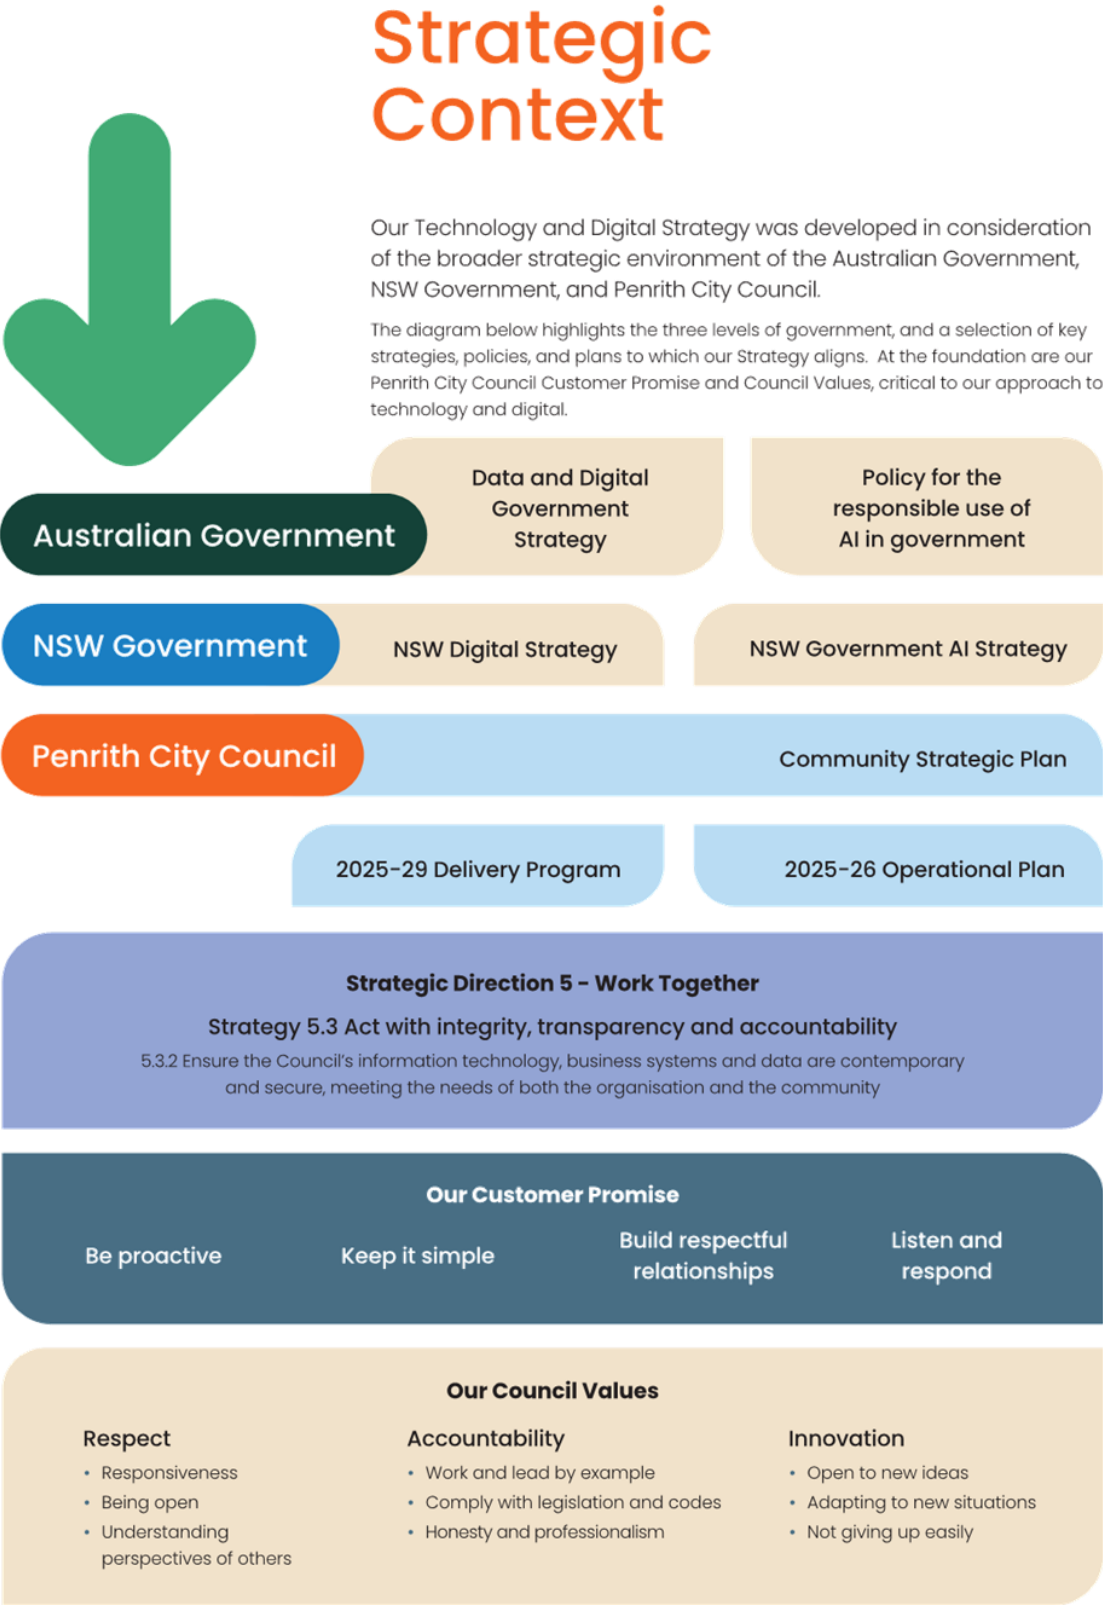 Strategic
Context
Our Technology and Digital Strategy was developed in consideration
of the broader strategic environment of the Australian Government,
NSW Government, and Penrith City Council.
The diagram below highlights the three levels of government, and a selection of key
strategies, policies, and plans to which our Strategy aligns.  At the foundation are our
Penrith City Council Customer Promise and Council Values, critical to our approach to
technology and digital.
Australian Government
Data and Digital
Government
Strategy
Policy for the
responsible use of
AI in government
NSW Government
NSW Digital Strategy
NSW Government AI Strategy
Penrith City Council
Community Strategic Plan
2025-29 Delivery Program
2025-26 Operational Plan
Strategic Direction 5 - Work Together
Strategy 5.3 Act with integrity, transparency and accountability
5.3.2 Ensure the Council's information technology, business systems and data are contemporary
and secure, meeting the needs of both the organisation and the community
Our Customer Promise
Be proactive
Keep it simple
Build respectful
relationships
Listen and
respond
Our Council Values
Respect
• Responsiveness
• Being open
• Understanding
perspectives of others
Accountability
• Work and lead by example
• Comply with legislation and codes
• Honesty and professionalism
Innovation
• Open to new ideas
• Adapting to new situations
• Not giving up easily